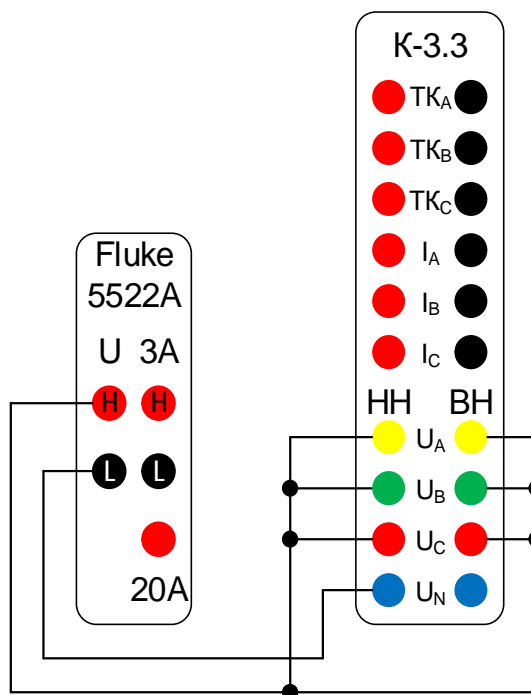 Fluke
5522A
U 3A
H H
L L
20A
К-3.3
ТКA
ТКB
ТКC
IA
IB
IC
НН ВН
UA
UB
UC
UN